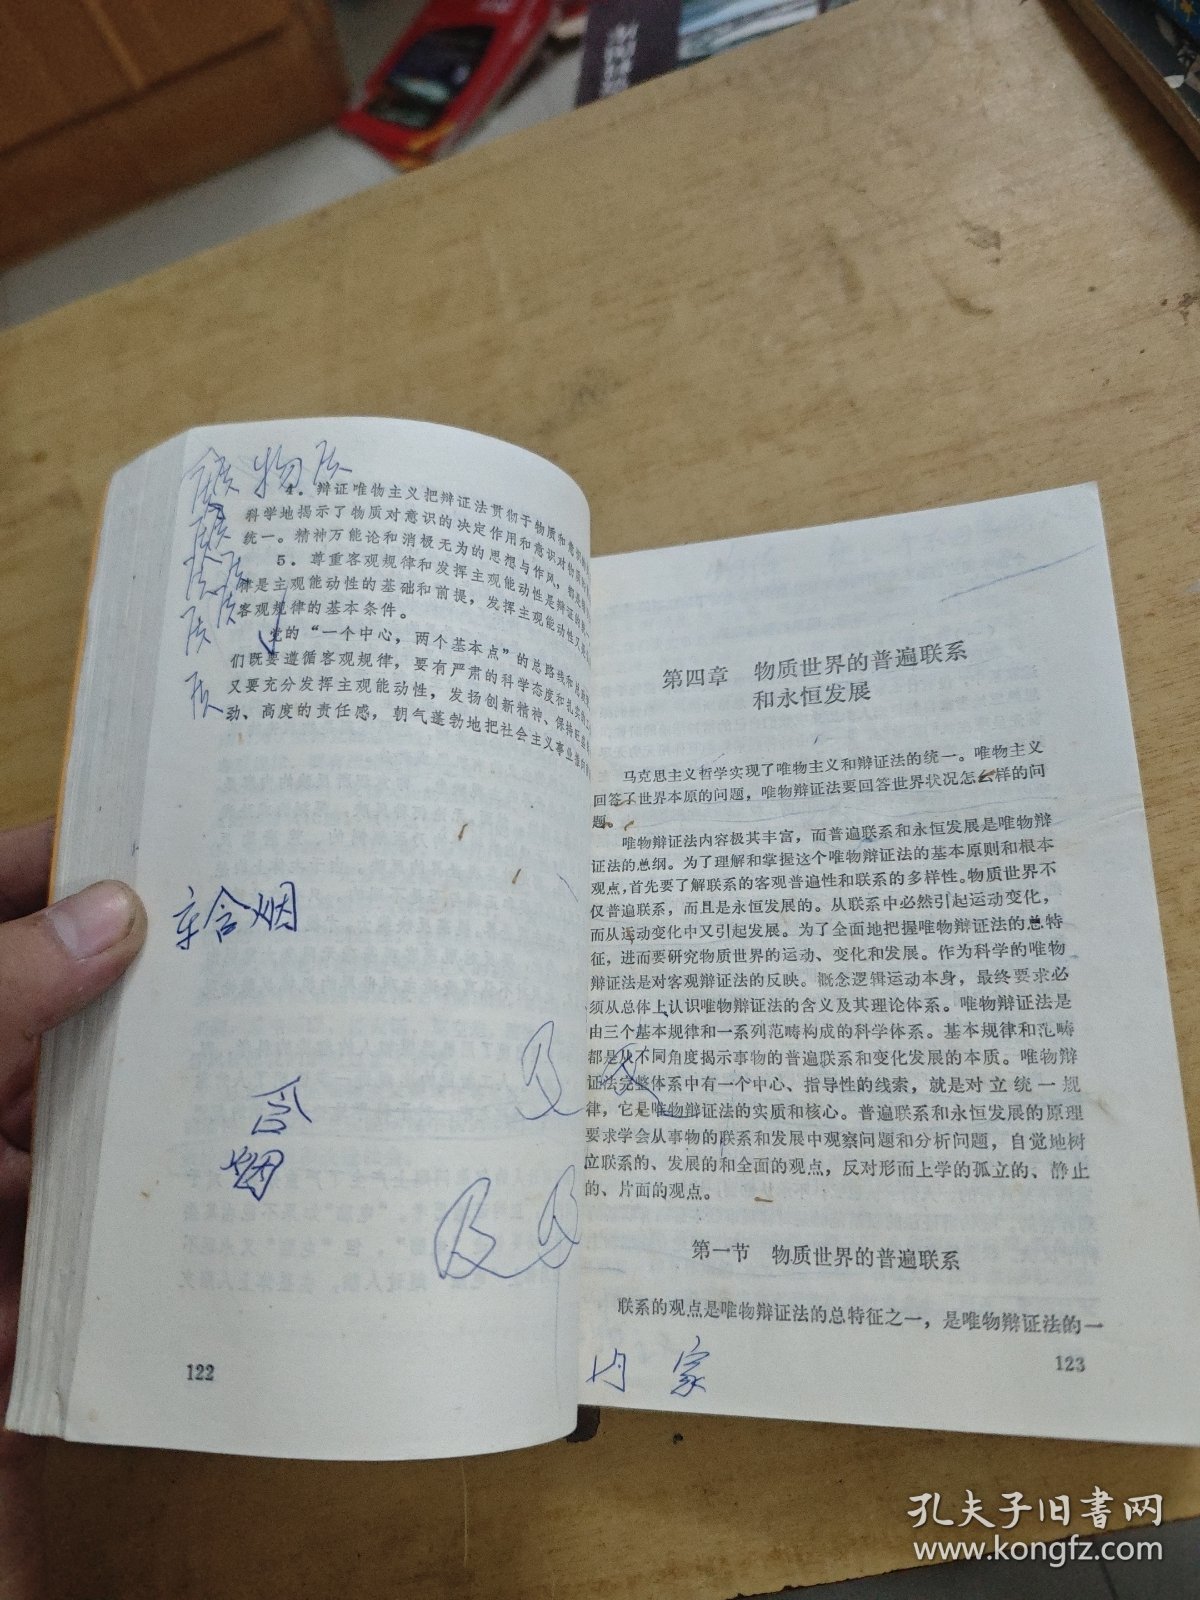 物质
4．辩证唯物主义把辩证法贯彻于物质和意
科学地揭示了物质对意识的决定作用和意识对物质
统一。精神万能论和消极无为的思想与作风，都是
5．尊重客观规律和发挥主观能动性是辩证的统一
律是主观能动性的基础和前提，发挥主观能动性又是
客观规律的基本条件。
党的“一个中心，两个基本点”的总路线和
们既要遵循客观规律，要有严肃的科学态度和扎实的
又要充分发挥主观能动性，发扬创新精神、保持旺盛
劲、高度的责任感，朝气蓬勃地把社会主义事业推向
含烟
含
烟
122
第四章　物质世界的普遍联系
和永恒发展
马克思主义哲学实现了唯物主义和辩证法的统一。唯物主义
回答了世界本原的问题，唯物辩证法要回答世界状况怎么样的问
题。
唯物辩证法内容极其丰富，而普遍联系和永恒发展是唯物辩
证法的总纲。为了理解和掌握这个唯物辩证法的基本原则和根本
观点，首先要了解联系的客观普遍性和联系的多样性。物质世界不
仅普遍联系，而且是永恒发展的。从联系中必然引起运动变化，
而从运动变化中又引起发展。为了全面地把握唯物辩证法的总特
征，进而要研究物质世界的运动、变化和发展。作为科学的唯物
辩证法是对客观辩证法的反映。概念逻辑运动本身，最终要求必
须从总体上认识唯物辩证法的含义及其理论体系。唯物辩证法是
由三个基本规律和一系列范畴构成的科学体系。基本规律和范畴
都是从不同角度揭示事物的普遍联系和变化发展的本质。唯物辩
证法完整体系中有一个中心、指导性的线索，就是对立统一规
律，它是唯物辩证法的实质和核心。普遍联系和永恒发展的原理
要求学会从事物的联系和发展中观察问题和分析问题，自觉地树
立联系的、发展的和全面的观点，反对形而上学的孤立的、静止
的、片面的观点。
第一节　物质世界的普遍联系
联系的观点是唯物辩证法的总特征之一，是唯物辩证法的一
内 家
123
孔夫子旧书网
www.kongfz.com